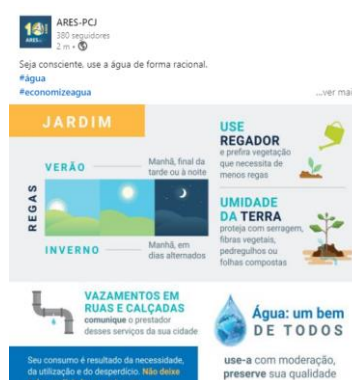 ARES-PCJ
380 seguidores
2 m •
Seja consciente, use a água de forma racional.
#água
#economizeagua
...ver mai
JARDIM
REGAS
VERÃO
Manhã, final da
tarde ou à noite
INVERNO
Manhã, em
dias alternados
USE
REGADOR
e prefira vegetação
que necessita de
menos regas
UMIDADE
DA TERRA
proteja com serragem,
fibras vegetais,
pedregulhos ou
folhas compostas
VAZAMENTOS EM
RUAS E CALÇADAS
comunique o prestador
desses serviços da sua cidade
Água: um bem
DE TODOS
Seu consumo é resultado da necessidade,
da utilização e do desperdício. Não deixe
use-a com moderação,
preserve sua qualidade